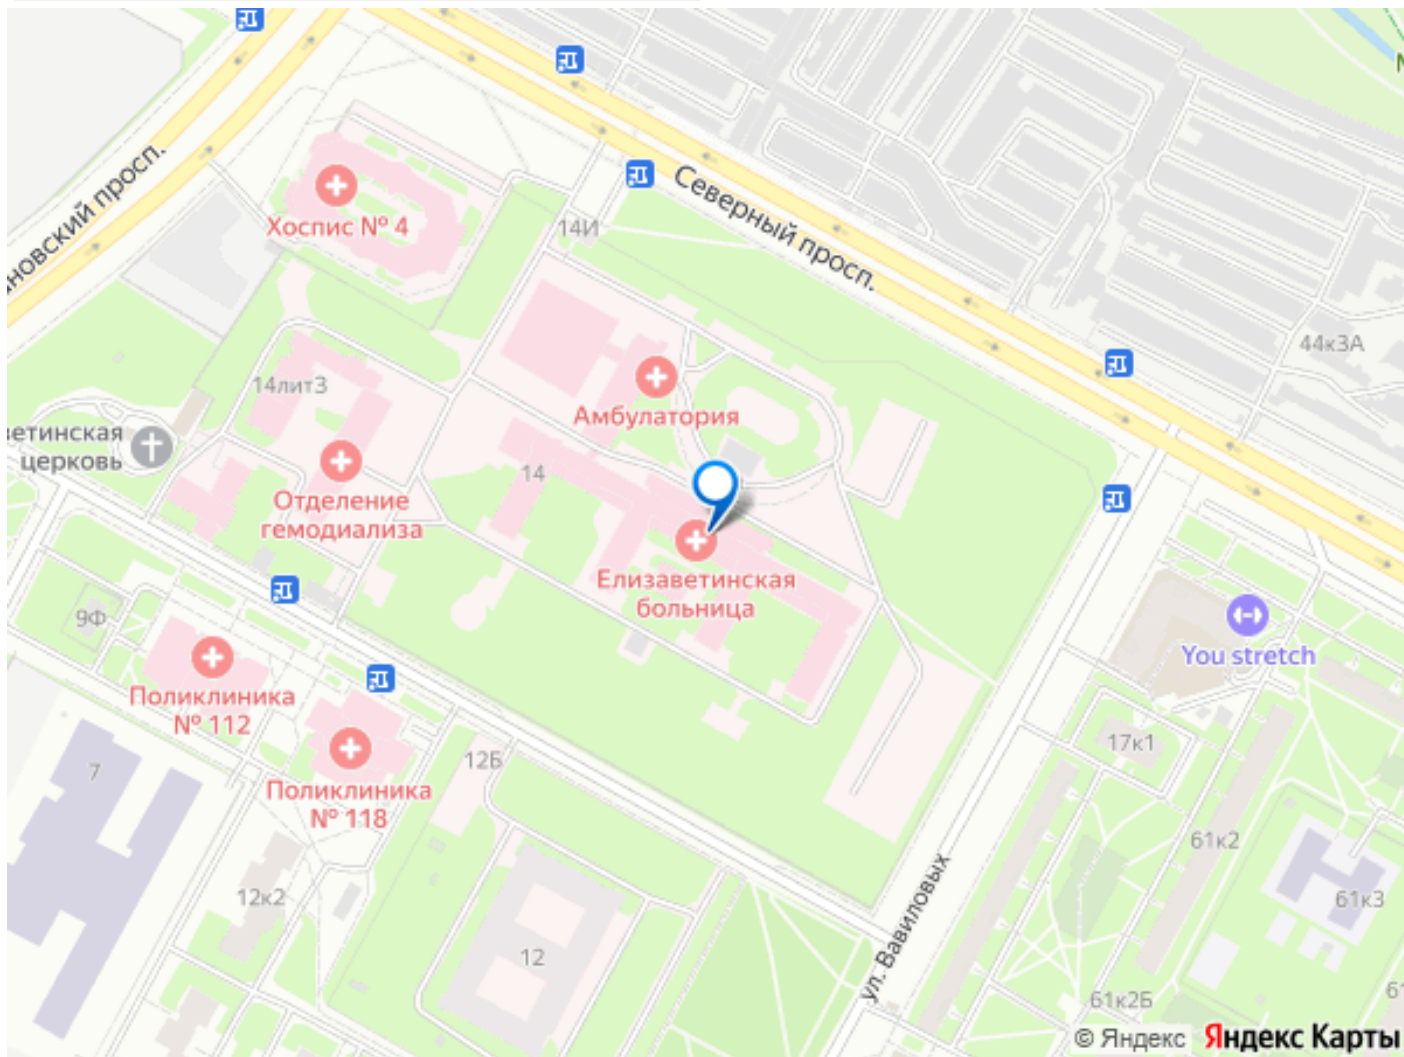 Северный просп.
новский просп.
Хоспис № 4
14И
44к3А
14лит3
Амбулатория
ветинская
церковь
14
Отделение
гемодиализа
Елизаветинская
больница
9Ф
You stretch
Поликлиника
№ 112
Поликлиника
№ 118
12Б
17к1
7
61к2
12к2
61к3
12
ул. Вавиловых
61к2Б
© Яндекс Яндекс Карты